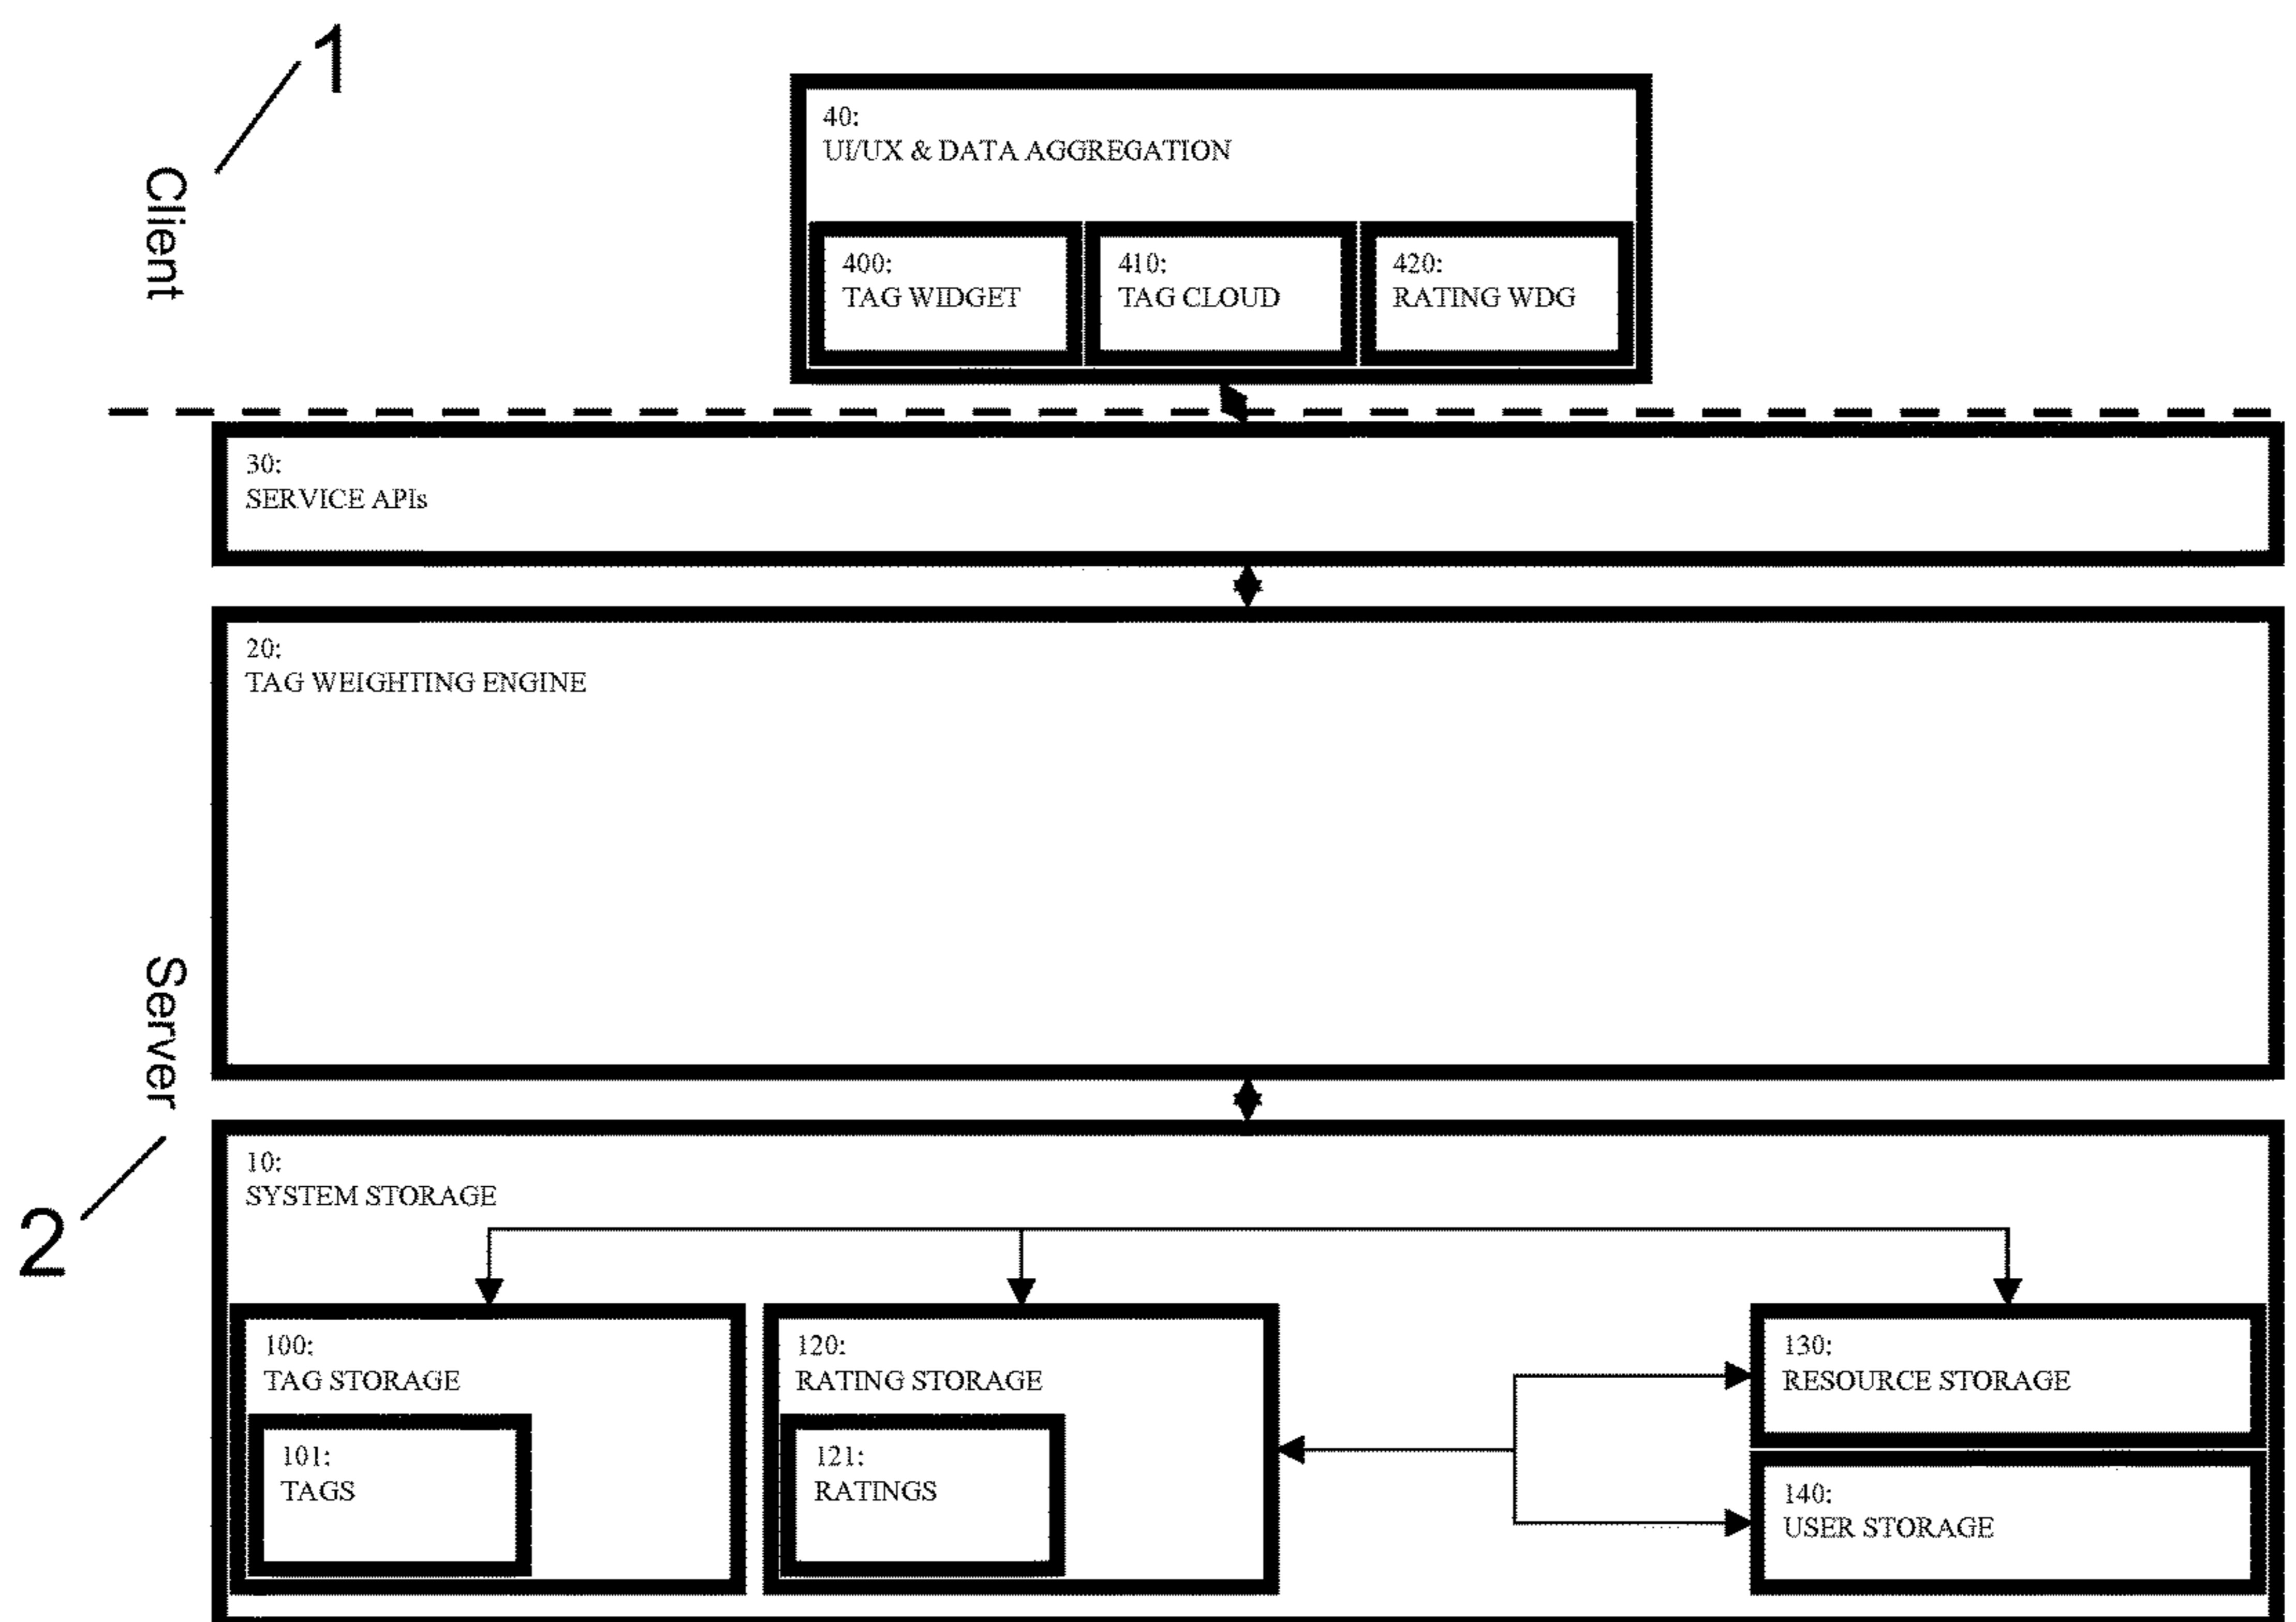 1
Client
40:
UI/UX & DATA AGGREGATION
400:
TAG WIDGET
410:
TAG CLOUD
420:
RATING WDG
30:
SERVICE APIs
20:
TAG WEIGHTING ENGINE
Server
2
10:
SYSTEM STORAGE
100:
TAG STORAGE
101:
TAGS
120:
RATING STORAGE
121:
RATINGS
130:
RESOURCE STORAGE
140:
USER STORAGE